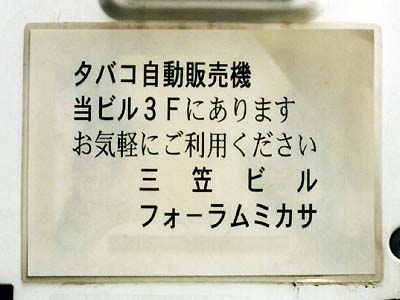 タバコ自動販売機
当ビル3Fにあります
お気軽にご利用ください
三笠ビル
フォーラムミカサ